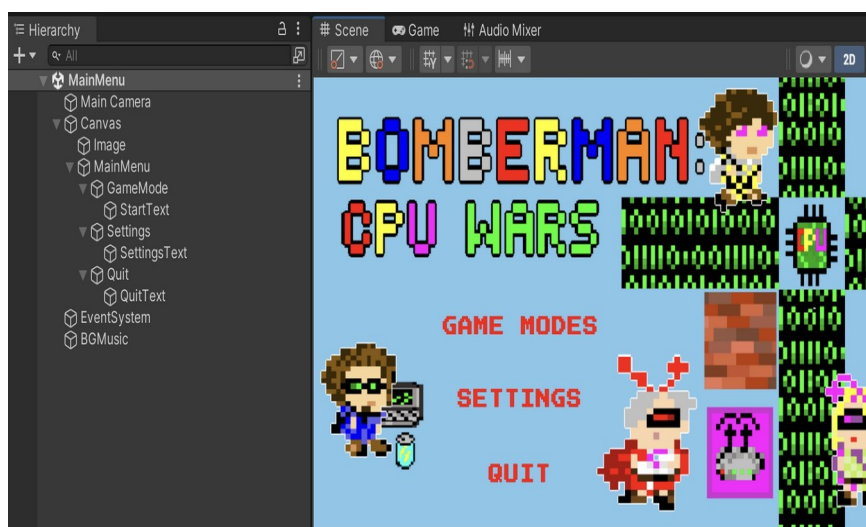 Hierarchy
All
MainMenu
Main Camera
Canvas
Image
MainMenu
GameMode
StartText
Settings
SettingsText
Quit
QuitText
EventSystem
BGMusic
Scene
Game
Audio Mixer
2D
BOMBERMAN:
CPU WARS
CPU
GAME MODES
SETTINGS
QUIT